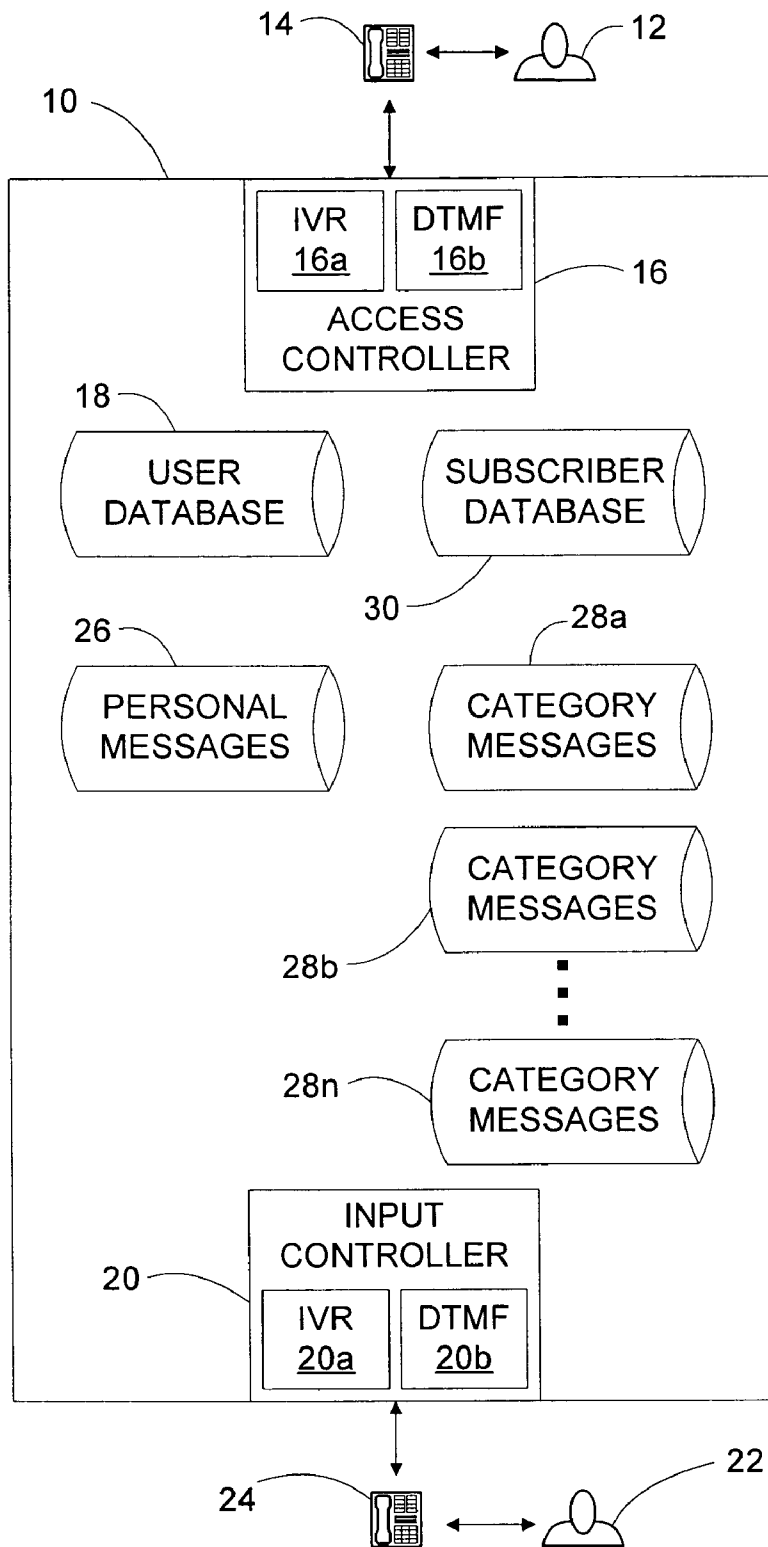 14
12
10
IVR
16a
DTMF
16b
16
ACCESS
CONTROLLER
18
USER
DATABASE
SUBSCRIBER
DATABASE
30
26
28a
PERSONAL
MESSAGES
CATEGORY
MESSAGES
CATEGORY
MESSAGES
28b
28n
CATEGORY
MESSAGES
INPUT
CONTROLLER
20
IVR
20a
DTMF
20b
24
22